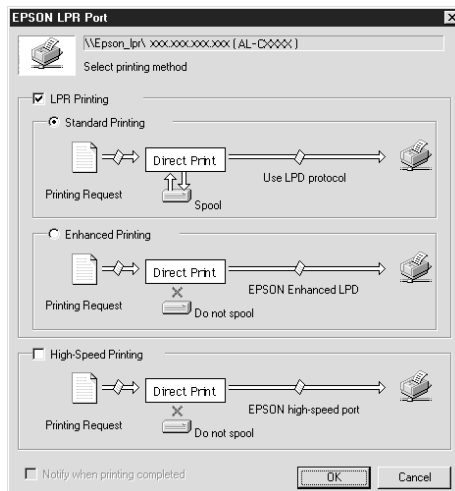 EPSON LPR Port
\\Epson_lpr\ xxx.xxx.xxx.xxx ( AL-CXXXX )
Select printing method
LPR Printing
Standard Printing
Direct Print
Printing Request
Spool
Use LPD protocol
Enhanced Printing
Direct Print
Printing Request
Do not spool
EPSON Enhanced LPD
High-Speed Printing
Direct Print
Printing Request
Do not spool
EPSON high-speed port
Notify when printing completed
OK
Cancel